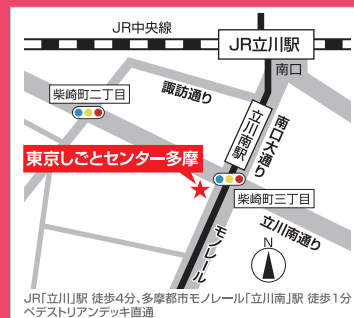 JR中央線
JR立川駅
南口
諏訪通り
柴崎町二丁目
立川南駅
南口大通り
東京しごとセンター多摩
柴崎町三丁目
立川南通り
モノレール
N
JR「立川」駅 徒歩4分、多摩都市モノレール「立川南」駅 徒歩1分
ペデストリアンデッキ直通